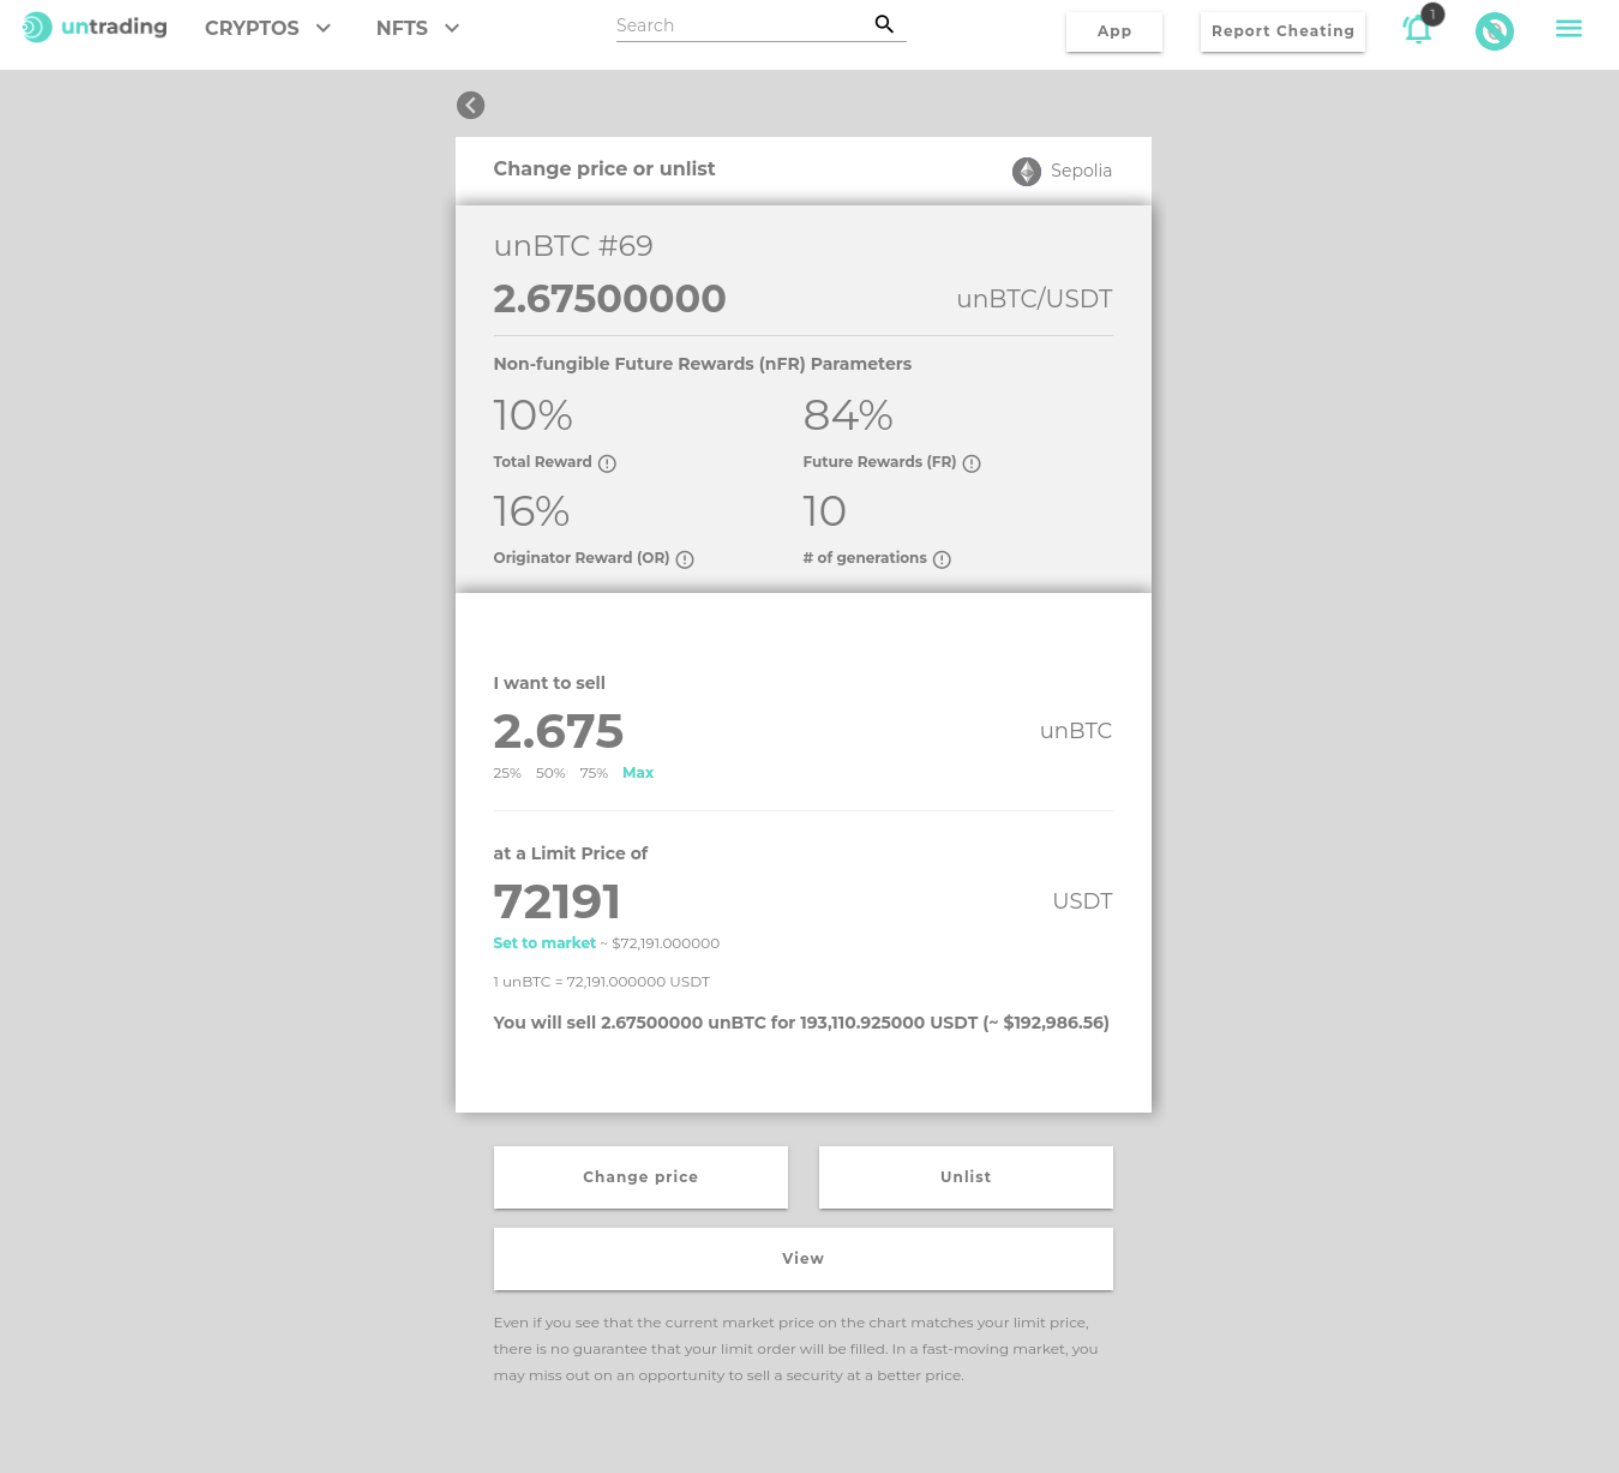 untrading CRYPTOS NFTS Search App Report Cheating 1
Change price or unlist Sepolia
unBTC #69
2.67500000 unBTC/USDT
Non-fungible Future Rewards (nFR) Parameters
10% 84%
Total Reward Future Rewards (FR)
16% 10
Originator Reward (OR) # of generations
I want to sell
2.675 unBTC
25% 50% 75% Max
at a Limit Price of
72191 USDT
Set to market ~ $72,191.000000
1 unBTC = 72,191.000000 USDT
You will sell 2.67500000 unBTC for 193,110.925000 USDT (~ $192,986.56)
Change price Unlist
View
Even if you see that the current market price on the chart matches your limit price,
there is no guarantee that your limit order will be filled. In a fast-moving market, you
may miss out on an opportunity to sell a security at a better price.